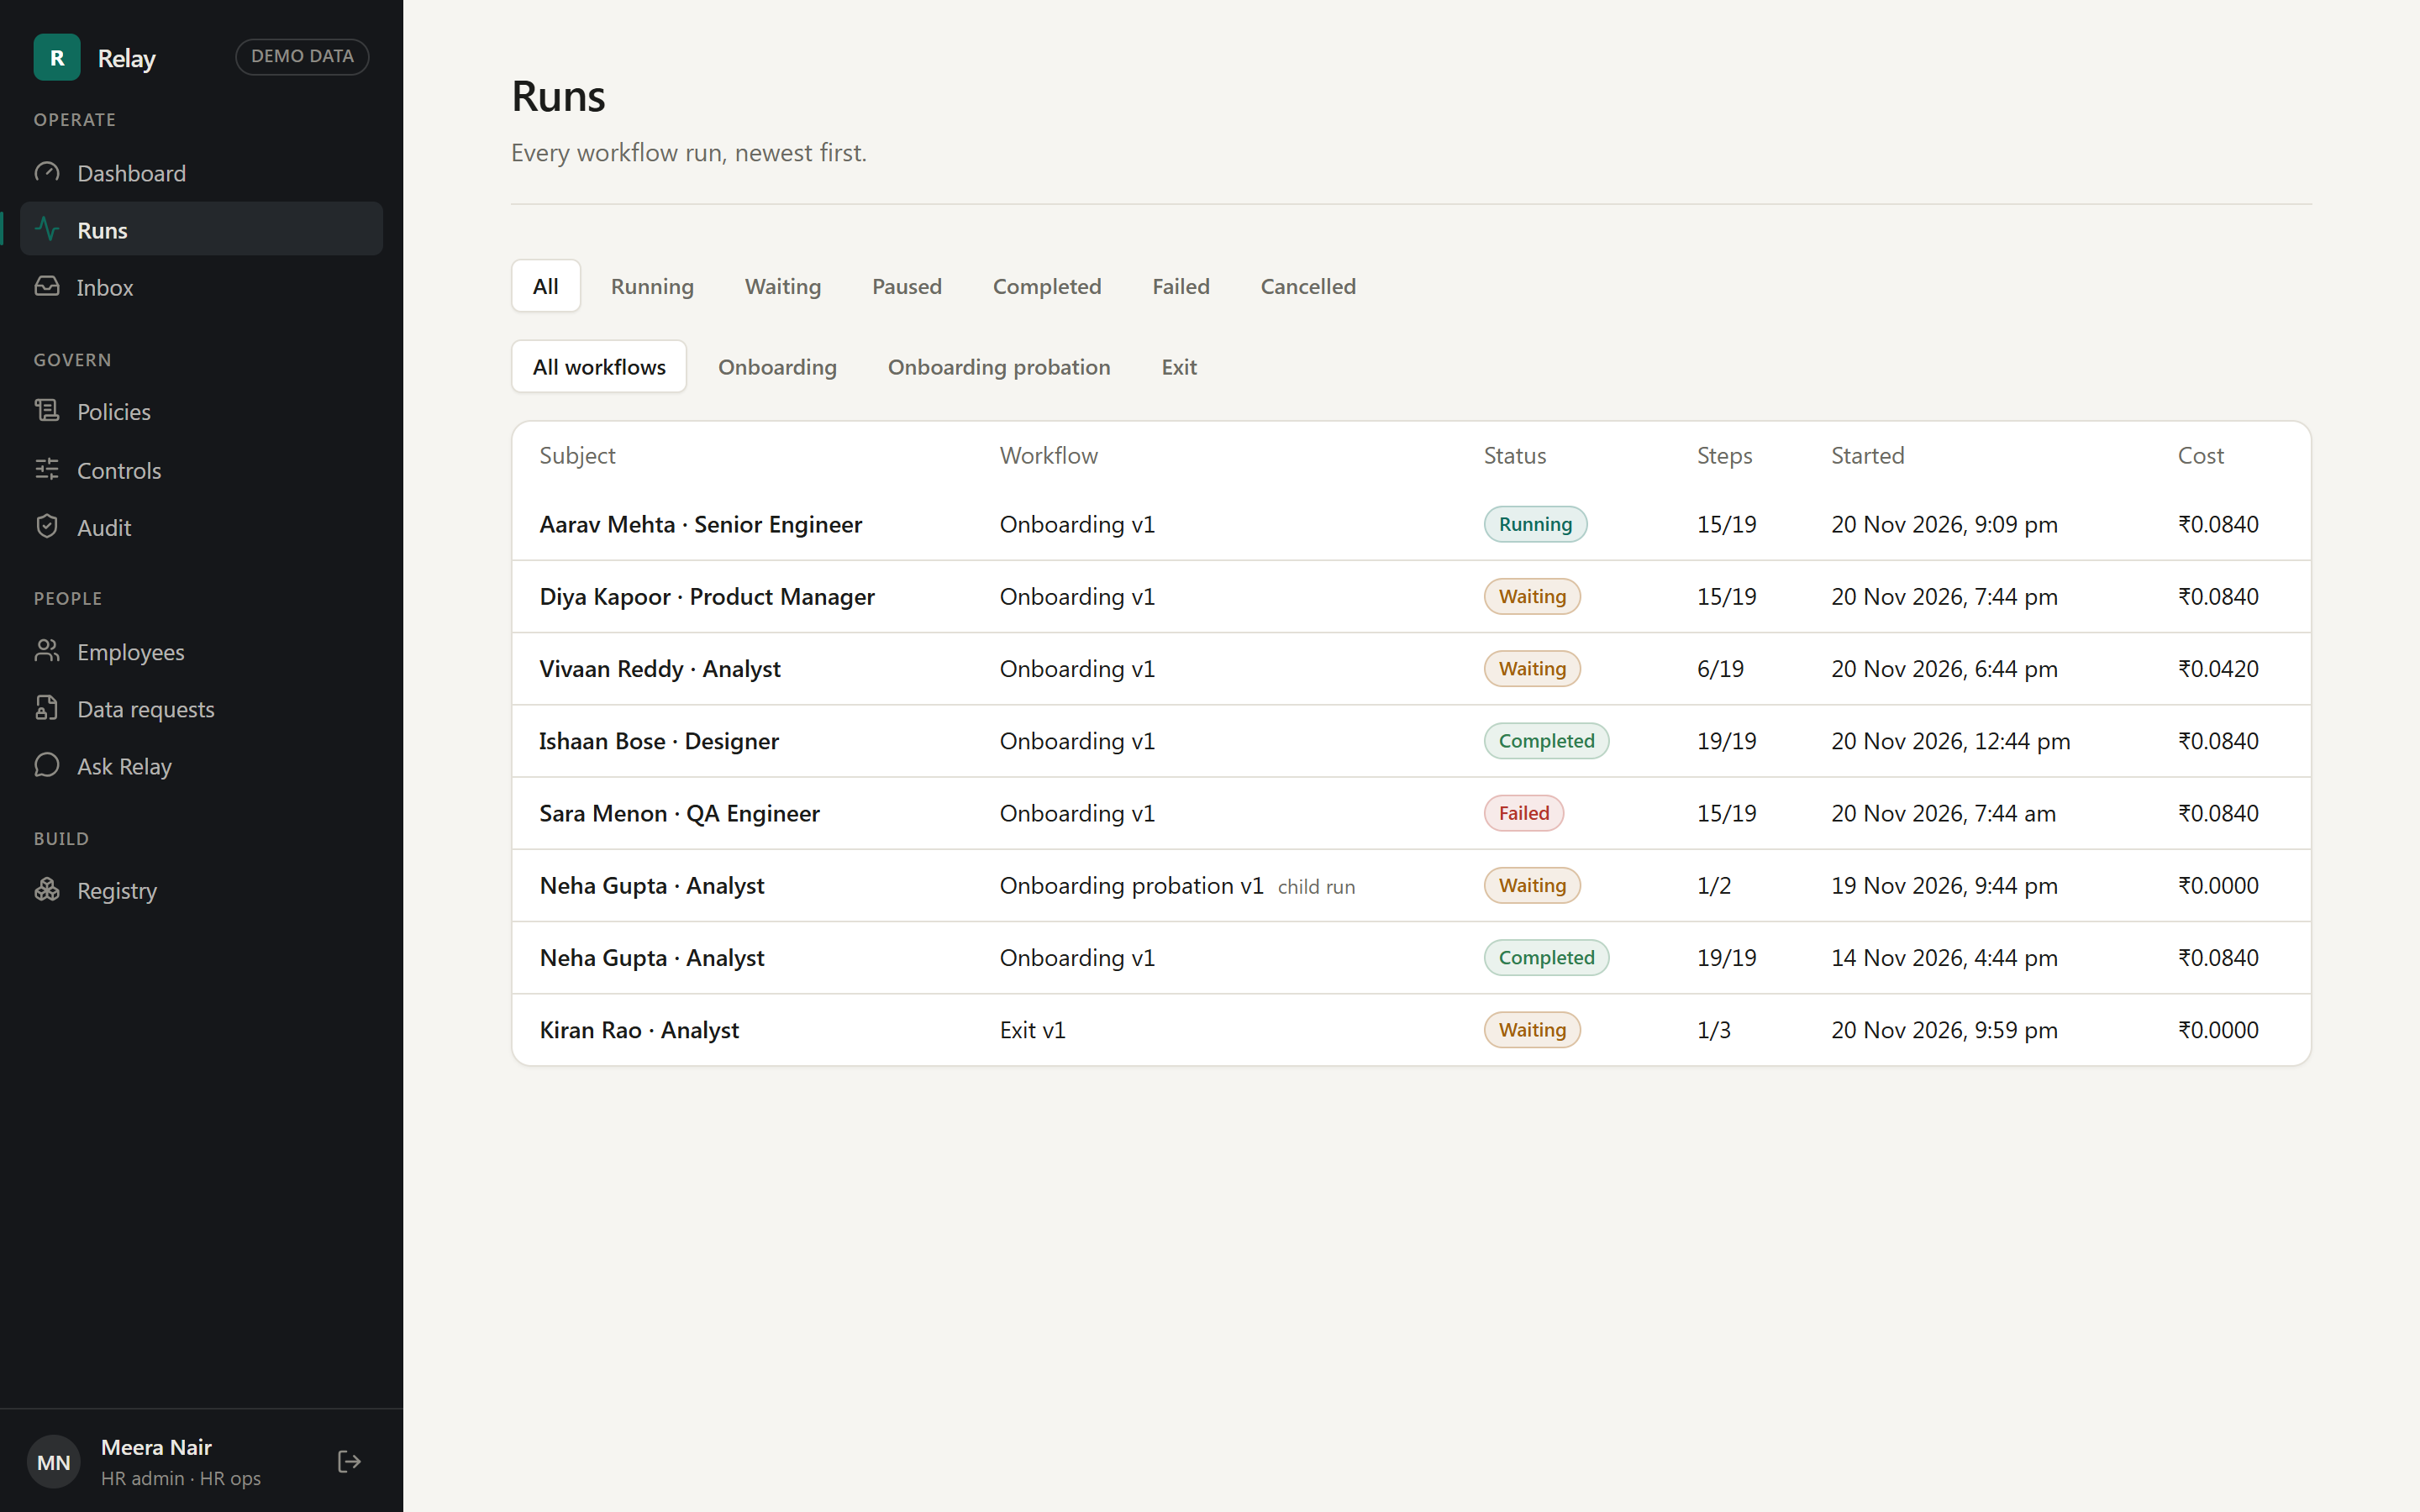 R Relay DEMO DATA
OPERATE
Dashboard
Runs
Inbox
GOVERN
Policies
Controls
Audit
PEOPLE
Employees
Data requests
Ask Relay
BUILD
Registry
MN Meera Nair
HR admin · HR ops
Runs
Every workflow run, newest first.
All Running Waiting Paused Completed Failed Cancelled
All workflows Onboarding Onboarding probation Exit
Subject Workflow Status Steps Started Cost
Aarav Mehta · Senior Engineer Onboarding v1 Running 15/19 20 Nov 2026, 9:09 pm ₹0.0840
Diya Kapoor · Product Manager Onboarding v1 Waiting 15/19 20 Nov 2026, 7:44 pm ₹0.0840
Vivaan Reddy · Analyst Onboarding v1 Waiting 6/19 20 Nov 2026, 6:44 pm ₹0.0420
Ishaan Bose · Designer Onboarding v1 Completed 19/19 20 Nov 2026, 12:44 pm ₹0.0840
Sara Menon · QA Engineer Onboarding v1 Failed 15/19 20 Nov 2026, 7:44 am ₹0.0840
Neha Gupta · Analyst Onboarding probation v1 child run Waiting 1/2 19 Nov 2026, 9:44 pm ₹0.0000
Neha Gupta · Analyst Onboarding v1 Completed 19/19 14 Nov 2026, 4:44 pm ₹0.0840
Kiran Rao · Analyst Exit v1 Waiting 1/3 20 Nov 2026, 9:59 pm ₹0.0000